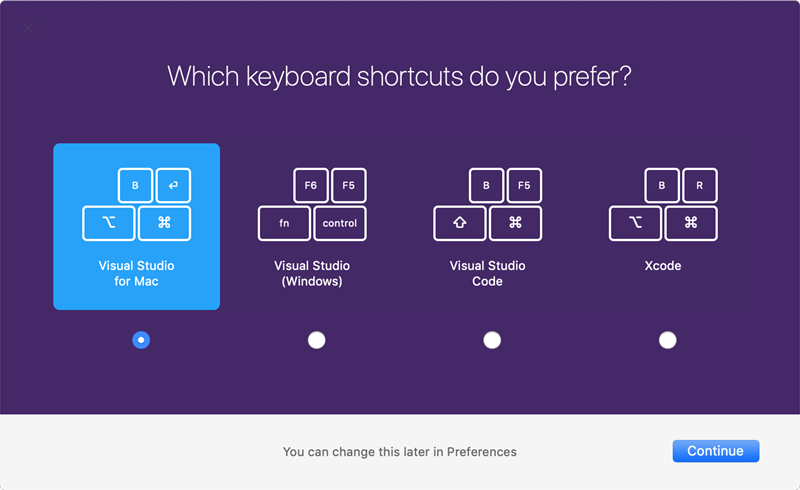 Which keyboard shortcuts do you prefer?
B ⏎
⌥ ⌘
Visual Studio
for Mac
F6 F5
fn control
Visual Studio
(Windows)
B F5
⇧ ⌘
Visual Studio
Code
B R
⌥ ⌘
Xcode
You can change this later in Preferences
Continue